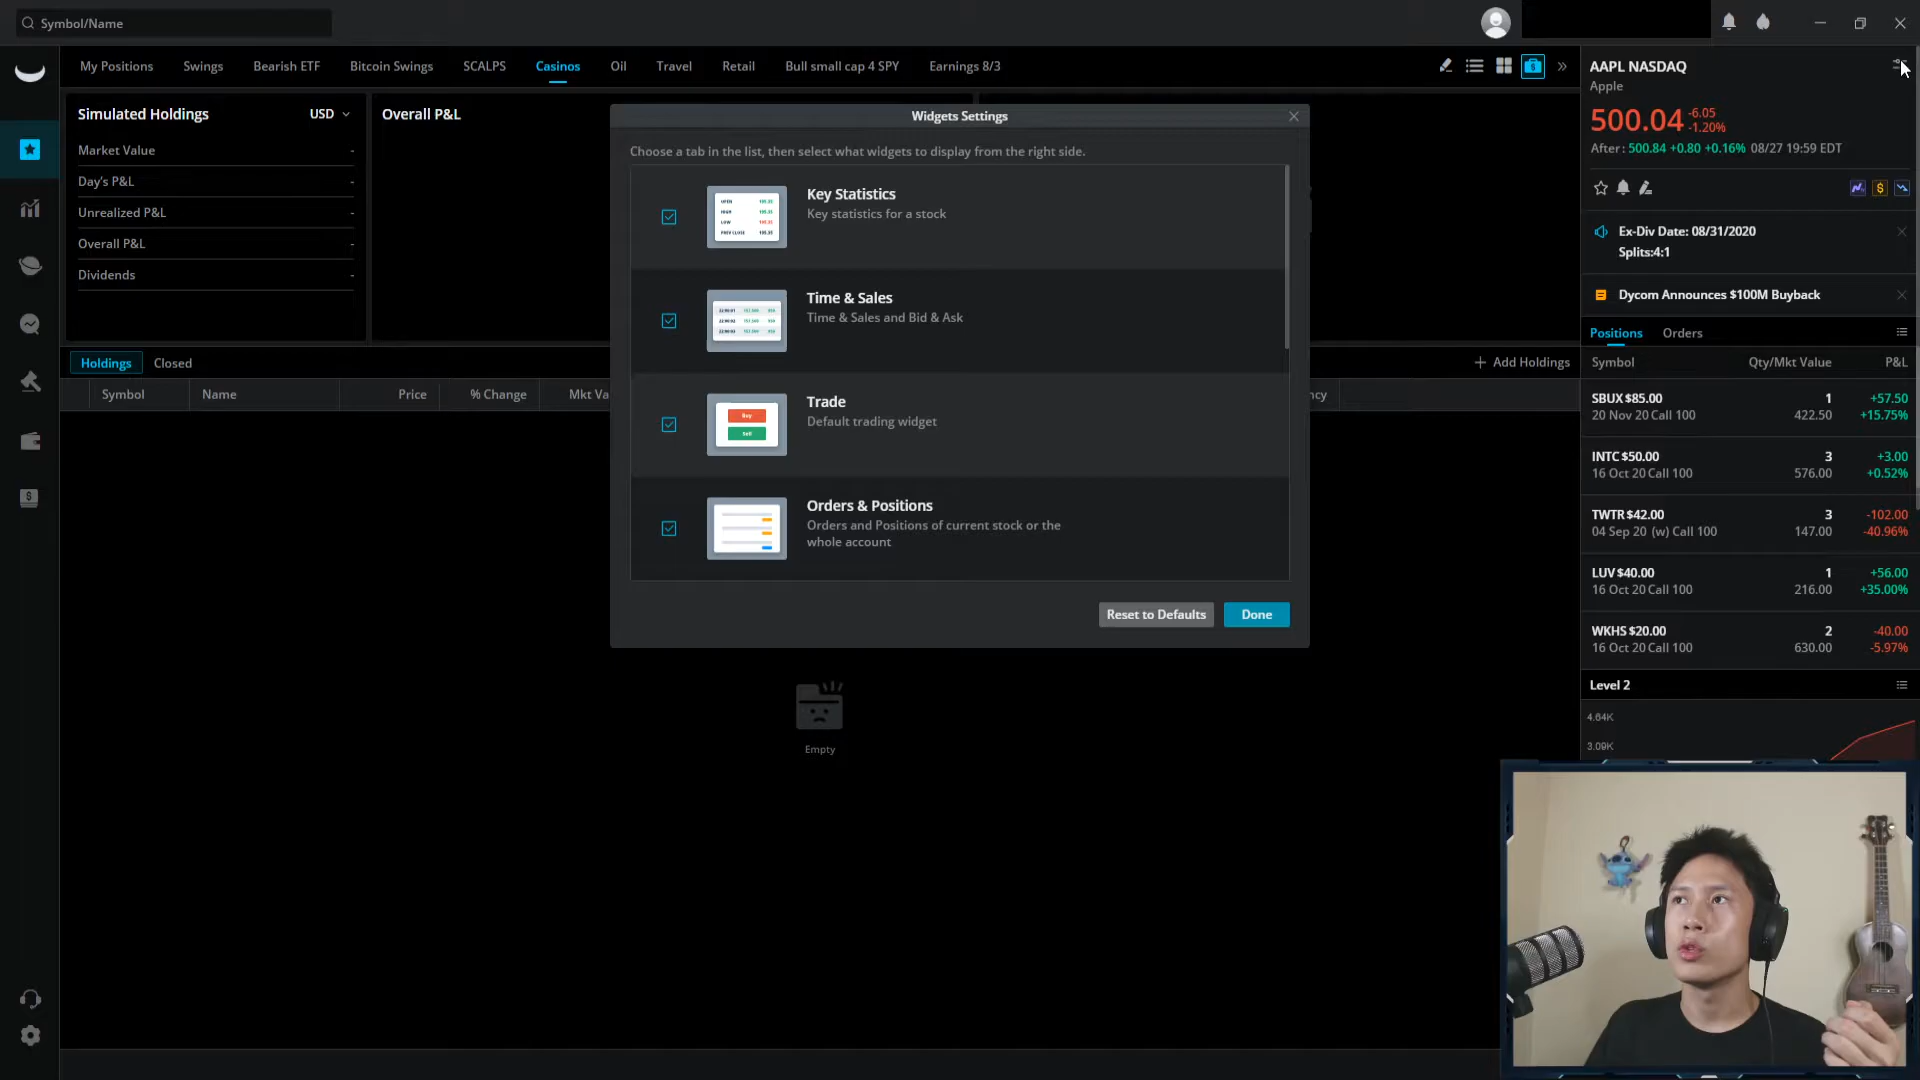 Symbol/Name
My Positions Swings Bearish ETF Bitcoin Swings SCALPS Casinos Oil Travel Retail Bull small cap 4 SPY Earnings 8/3
Simulated Holdings USD
Market Value -
Day's P&L -
Unrealized P&L -
Overall P&L -
Dividends -
Overall P&L
Holdings Closed
+ Add Holdings
Symbol Name Price % Change Mkt Va
ncy
Empty
Widgets Settings
Choose a tab in the list, then select what widgets to display from the right side.
Key Statistics
Key statistics for a stock
OPEN
HIGH
LOW
PREV CLOSE
Time & Sales
Time & Sales and Bid & Ask
Trade
Default trading widget
Buy
Sell
Orders & Positions
Orders and Positions of current stock or the
whole account
Reset to Defaults Done
AAPL NASDAQ
Apple
500.04 -6.05
-1.20%
After: 500.84 +0.80 +0.16% 08/27 19:59 EDT
Ex-Div Date: 08/31/2020
Splits:4:1
Dycom Announces $100M Buyback
Positions Orders
Symbol Qty/Mkt Value P&L
SBUX $85.00 1 +57.50
20 Nov 20 Call 100 422.50 +15.75%
INTC $50.00 3 +3.00
16 Oct 20 Call 100 576.00 +0.52%
TWTR $42.00 3 -102.00
04 Sep 20 (w) Call 100 147.00 -40.96%
LUV $40.00 1 +56.00
16 Oct 20 Call 100 216.00 +35.00%
WKHS $20.00 2 -40.00
16 Oct 20 Call 100 630.00 -5.97%
Level 2
4.64K
3.09K